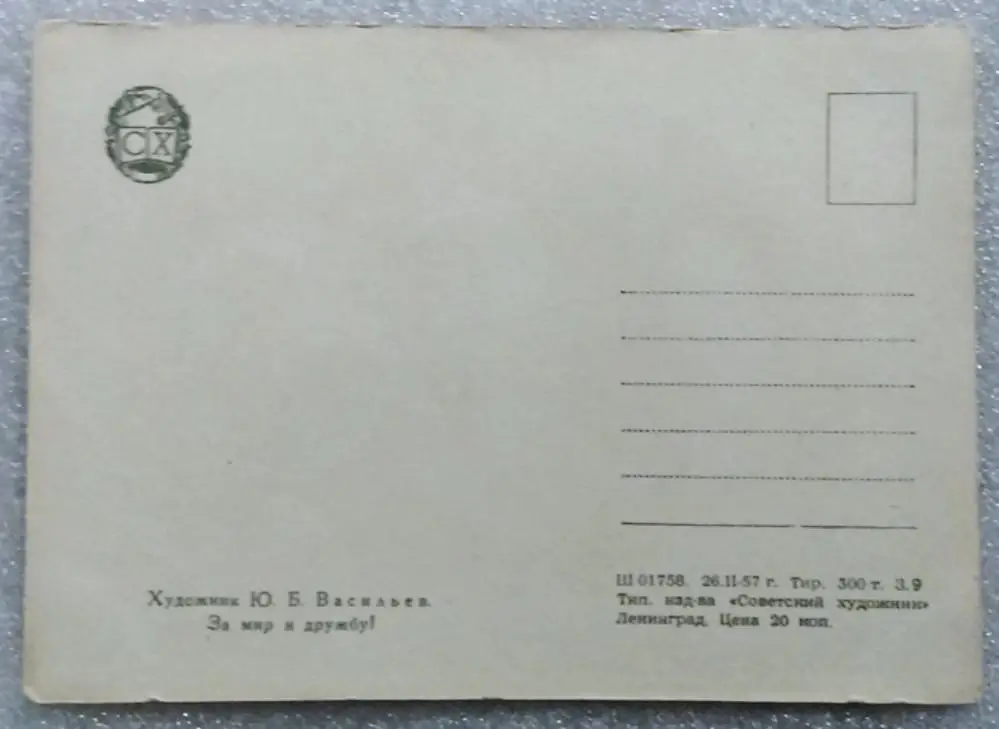 СХ
Художник Ю. Б. Васильев.
За мир и дружбу!
Ш 01758. 26.II-57 г. Тир. 300 т. З. 9
Тип. изд-ва «Советский художник»
Ленинград. Цена 20 коп.